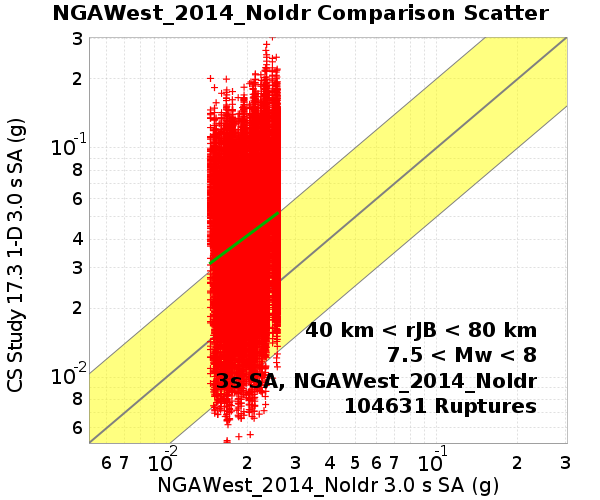 NGAWest_2014_NoIdr Comparison Scatter
3
2
10-1
8
6
4
3
2
10-2
8
6
CS Study 17.3 1-D 3.0 s SA (g)
40 km < rJB < 80 km
7.5 < Mw < 8
3s SA, NGAWest_2014_NoIdr
104631 Ruptures
6 7 10-2 2 3 4 5 6 7 10-1 2 3
NGAWest_2014_NoIdr 3.0 s SA (g)